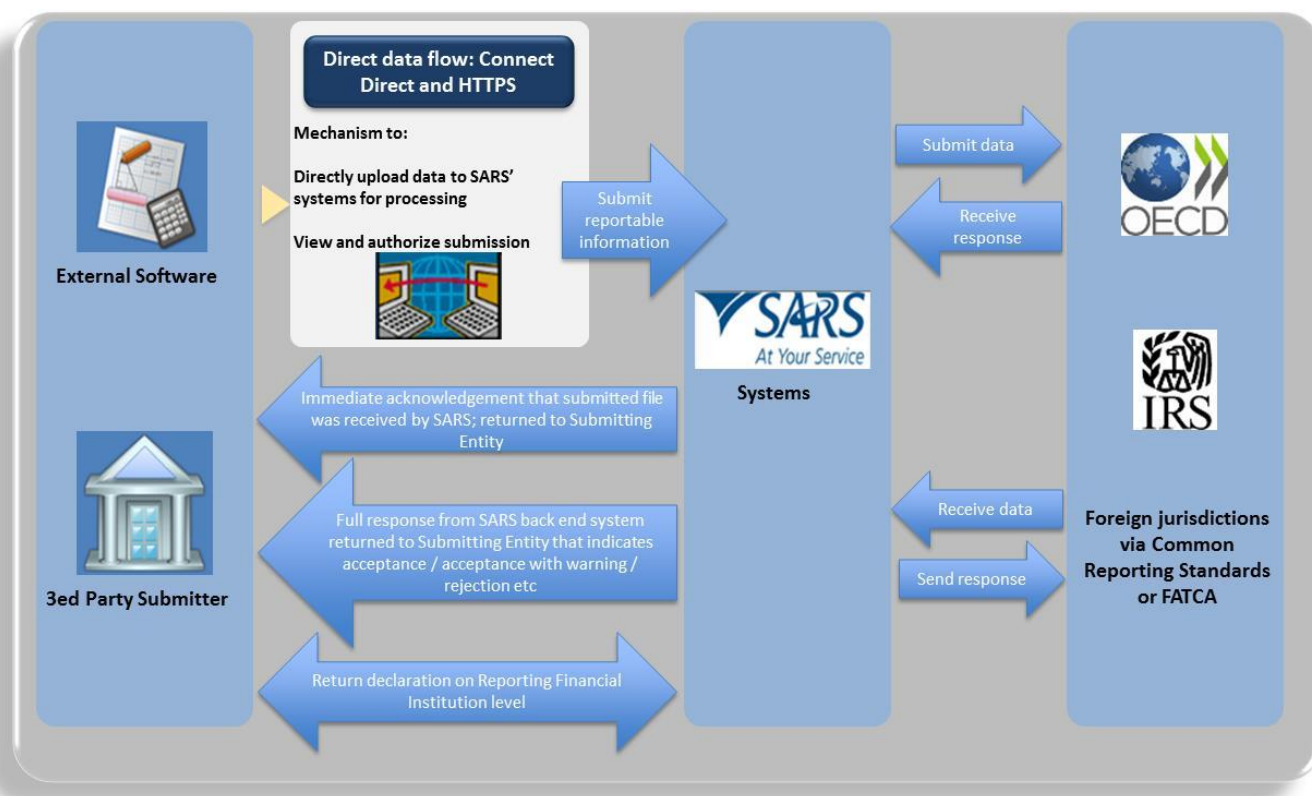 Direct data flow: Connect
Direct and HTTPS
Mechanism to:
Directly upload data to SARS’
systems for processing
View and authorize submission
External Software
3ed Party Submitter
Submit
reportable
information
Immediate acknowledgement that submitted file
was received by SARS; returned to Submitting
Entity
Full response from SARS back end system
returned to Submitting Entity that indicates
acceptance / acceptance with warning /
rejection etc
Return declaration on Reporting Financial
Institution level
SARS
At Your Service
Systems
Submit data
Receive
response
Receive data
Send response
OECD
IRS
Foreign jurisdictions
via Common
Reporting Standards
or FATCA